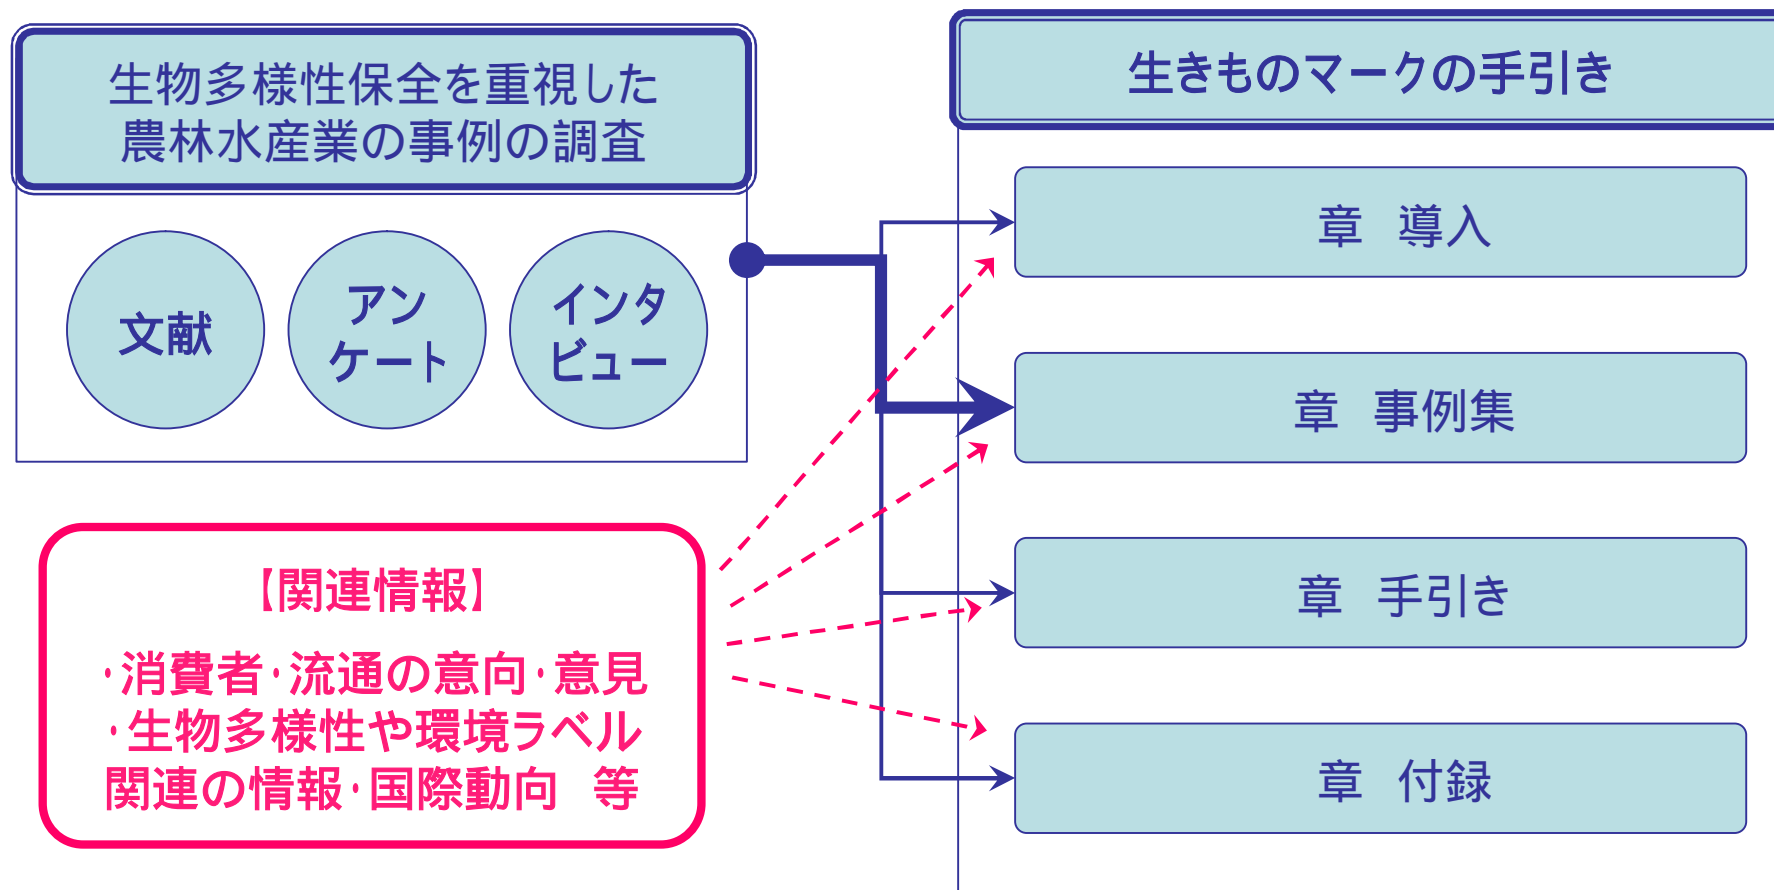 生物多様性保全を重視した
農林水産業の事例の調査
文献
アン
ケート
インタ
ビュー
【関連情報】
・消費者・流通の意向・意見
・生物多様性や環境ラベル
関連の情報・国際動向　等
生きものマークの手引き
章　導入
章　事例集
章　手引き
章　付録